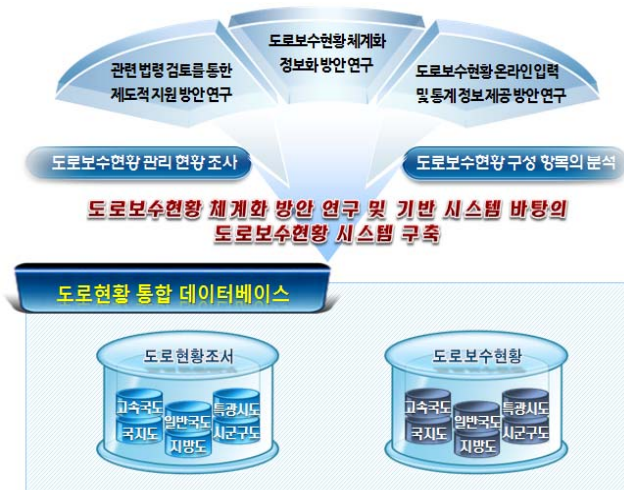 도로보수현황 체계화
정보화 방안 연구
관련 법령 검토를 통한
제도적 지원 방안 연구
도로보수현황 온라인 입력
및 통계 정보 제공 방안 연구
도로보수현황 관리 현황 조사
도로보수현황 구성 항목의 분석
도로보수현황 체계화 방안 연구 및 기반 시스템 바탕의
도로보수현황 시스템 구축
도로현황 통합 데이터베이스
도로현황조서
고속국도
일반국도
특광시도
국지도
지방도
시군구도
도로보수현황
고속국도
일반국도
특광시도
국지도
지방도
시군구도